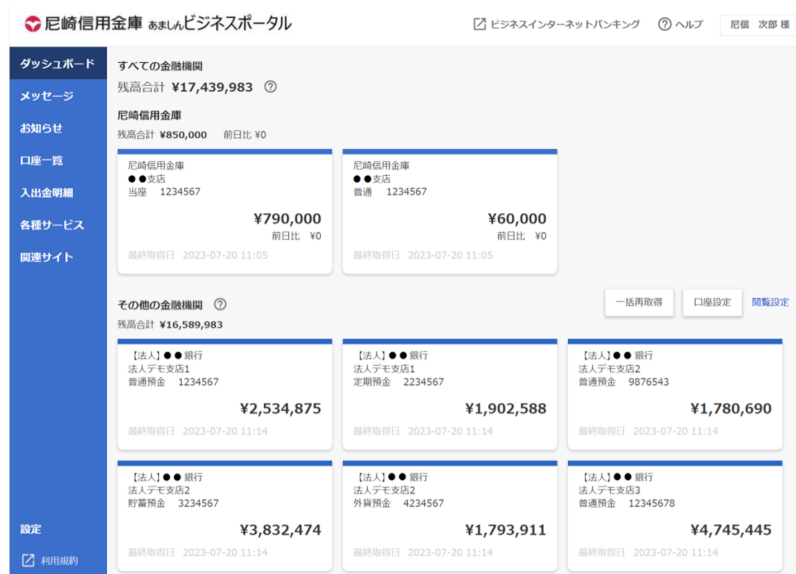 尼崎信用金庫 あましんビジネスポータル
ビジネスインターネットバンキング
ヘルプ
尼信 次郎 様
ダッシュボード
メッセージ
お知らせ
口座一覧
入出金明細
各種サービス
関連サイト
設定
利用規約
すべての金融機関
残高合計 ¥17,439,983
尼崎信用金庫
残高合計 ¥850,000 前日比 ¥0
尼崎信用金庫
●●支店
当座 1234567
¥790,000
前日比 ¥0
最終取得日 2023-07-20 11:05
尼崎信用金庫
●●支店
普通 1234567
¥60,000
前日比 ¥0
最終取得日 2023-07-20 11:05
その他の金融機関
一括再取得
口座設定
閲覧設定
残高合計 ¥16,589,983
【法人】●●銀行
法人デモ支店1
普通預金 1234567
¥2,534,875
最終取得日 2023-07-20 11:14
【法人】●●銀行
法人デモ支店1
定期預金 2234567
¥1,902,588
最終取得日 2023-07-20 11:14
【法人】●●銀行
法人デモ支店2
普通預金 9876543
¥1,780,690
最終取得日 2023-07-20 11:14
【法人】●●銀行
法人デモ支店2
貯蓄預金 3234567
¥3,832,474
最終取得日 2023-07-20 11:14
【法人】●●銀行
法人デモ支店2
外貨預金 4234567
¥1,793,911
最終取得日 2023-07-20 11:14
【法人】●●銀行
法人デモ支店3
普通預金 12345678
¥4,745,445
最終取得日 2023-07-20 11:14